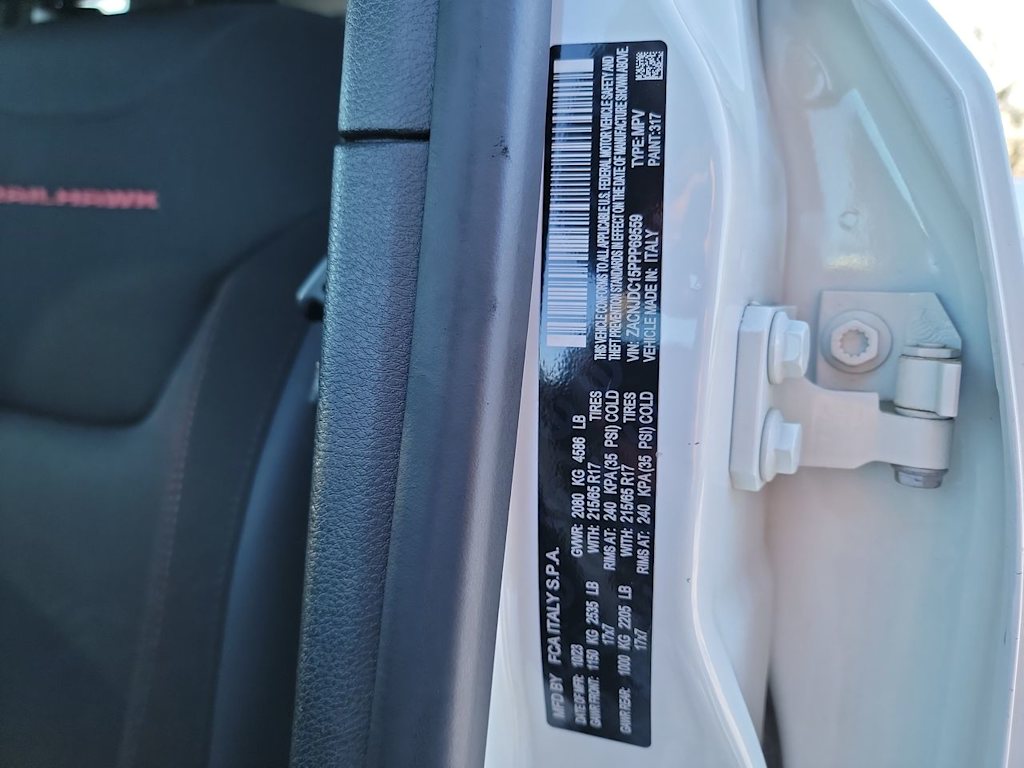 TRAILHAWK
MFD BY FCA ITALY S.P.A.
DATE OF MFR: 10/23 GVWR: 2080 KG 4586 LB
GAWR FRONT: 1150 KG 2535 LB WITH: 215/65 R17 TIRES
17x7 RIMS AT: 240 KPA(35 PSI) COLD
GAWR REAR: 1000 KG 2205 LB WITH: 215/65 R17 TIRES
17x7 RIMS AT: 240 KPA(35 PSI) COLD
THIS VEHICLE CONFORMS TO ALL APPLICABLE U.S. FEDERAL MOTOR VEHICLE SAFETY AND
THEFT PREVENTION STANDARDS IN EFFECT ON THE DATE OF MANUFACTURE SHOWN ABOVE.
VIN: ZACNJDC15PPP69559 TYPE: MPV
VEHICLE MADE IN: ITALY PAINT: 317